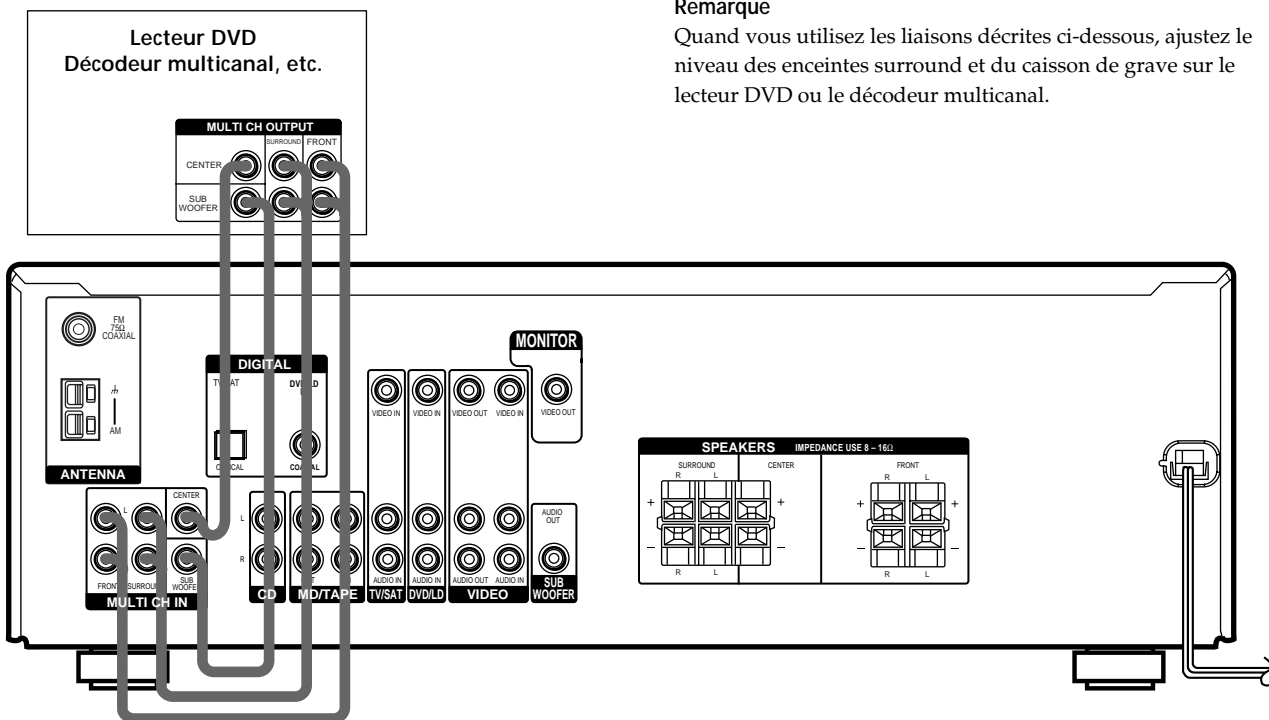 Remarque
Quand vous utilisez les liaisons décrites ci-dessous, ajustez le
niveau des enceintes surround et du caisson de grave sur le
lecteur DVD ou le décodeur multicanal.
Lecteur DVD
Décodeur multicanal, etc.
MULTI CH OUTPUT
SURROUND FRONT
CENTER
SUB
WOOFER
FM
75Ω
COAXIAL
AM
ANTENNA
DIGITAL
COAXIAL
MONITOR
VIDEO OUT
VIDEO IN
VIDEO IN
VIDEO OUT
VIDEO IN
SPEAKERS IMPEDANCE USE 8 – 16Ω
SURROUND
CENTER
FRONT
R L
R L
+ +
+ +
– –
– –
R L
R L
CENTER
L
L
R
SUB
WOOFER
MULTI CH IN
CD
MD/TAPE
AUDIO IN
TV/SAT
AUDIO IN
DVD/LD
AUDIO OUT
AUDIO IN
VIDEO
AUDIO
OUT
SUB
WOOFER